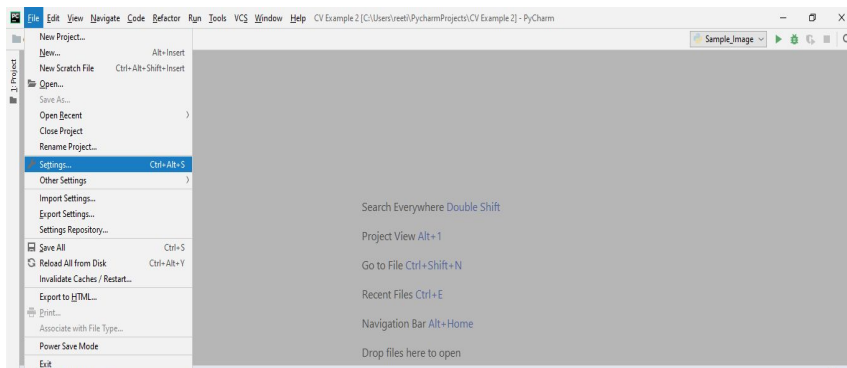 PC File Edit View Navigate Code Refactor Run Tools VCS Window Help CV Example 2 [C:\Users\reeti\PycharmProjects\CV Example 2] - PyCharm
Sample_Image
1: Project
New Project...
New... Alt+Insert
New Scratch File Ctrl+Alt+Shift+Insert
Open...
Save As...
Open Recent
Close Project
Rename Project...
Settings... Ctrl+Alt+S
Other Settings
Import Settings...
Export Settings...
Settings Repository...
Save All Ctrl+S
Reload All from Disk Ctrl+Alt+Y
Invalidate Caches / Restart...
Export to HTML...
Print...
Associate with File Type...
Power Save Mode
Exit
Search Everywhere Double Shift
Project View Alt+1
Go to File Ctrl+Shift+N
Recent Files Ctrl+E
Navigation Bar Alt+Home
Drop files here to open